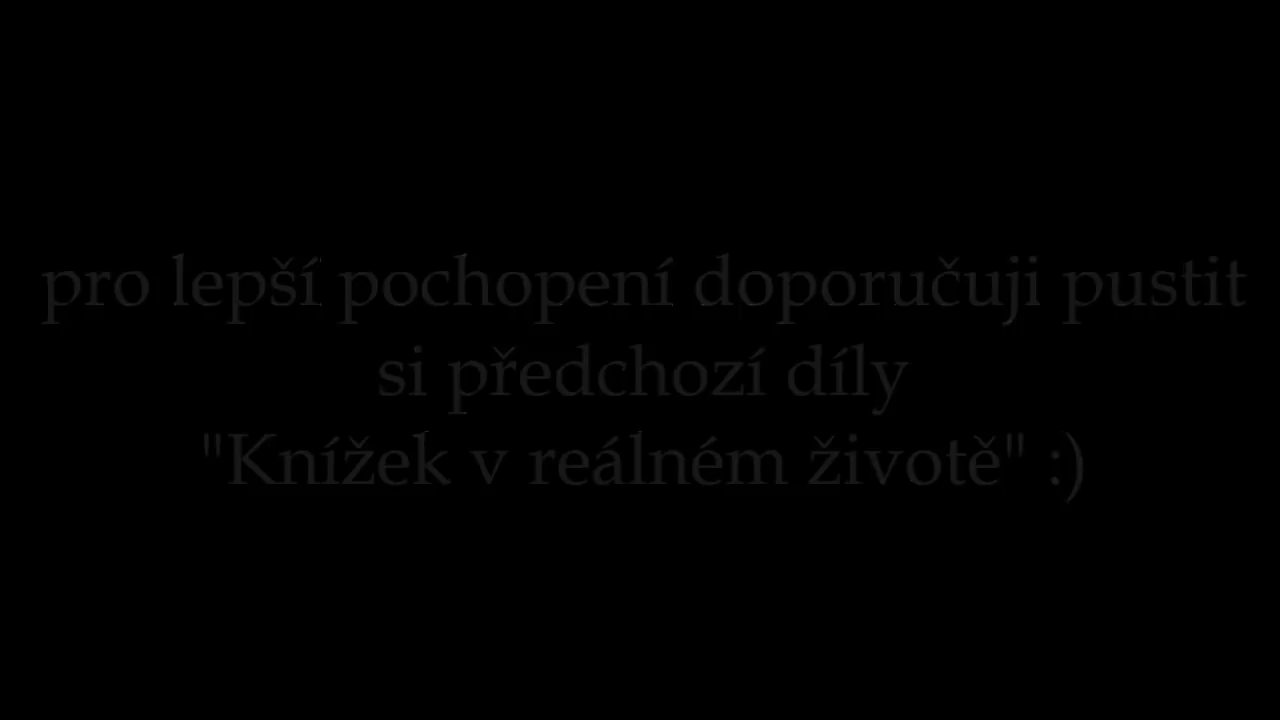 pro lepší pochopení doporučuji pustit
si předchozí díly
"Knížek v reálném životě" :)